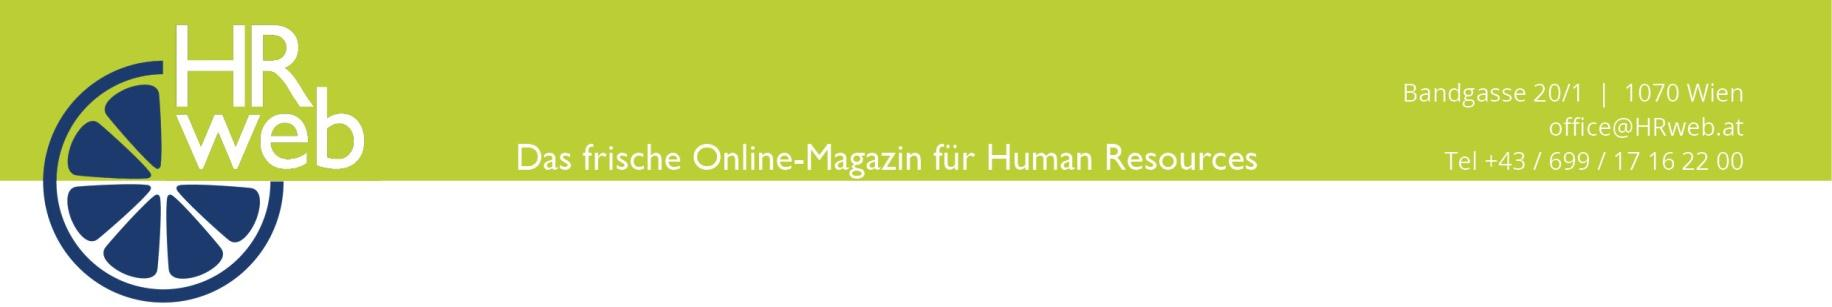 HR
web
Das frische Online-Magazin für Human Resources
Bandgasse 20/1 | 1070 Wien
office@HRweb.at
Tel +43 / 699 / 17 16 22 00